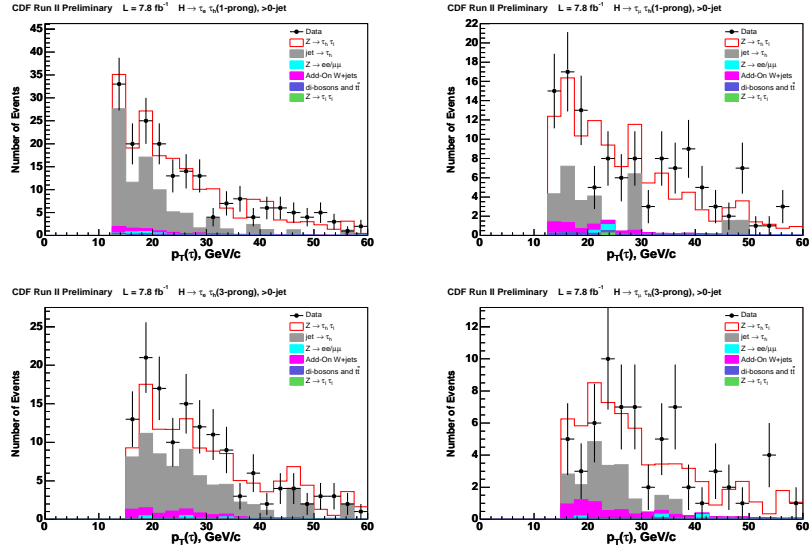 CDF Run II Preliminary L = 7.8 fb⁻¹ H → τₑ τₕ(1-prong), >0-jet
Number of Events
45
40
35
30
25
20
15
10
5
0
Data
Z → τₕ τₗ
jet → τₕ
Z → ee/μμ
Add-On W+jets
di-bosons and tt̄
Z → τₗ τₗ
0 10 20 30 40 50 60
p_T(τ), GeV/c
CDF Run II Preliminary L = 7.8 fb⁻¹ H → τ_μ τₕ(1-prong), >0-jet
Number of Events
20
18
16
14
12
10
8
6
4
2
0
Data
Z → τₕ τₗ
jet → τₕ
Z → ee/μμ
Add-On W+jets
di-bosons and tt̄
Z → τₗ τₗ
0 10 20 30 40 50 60
p_T(τ), GeV/c
CDF Run II Preliminary L = 7.8 fb⁻¹ H → τₑ τₕ(3-prong), >0-jet
Number of Events
25
20
15
10
5
0
Data
Z → τₕ τₗ
jet → τₕ
Z → ee/μμ
Add-On W+jets
di-bosons and tt̄
Z → τₗ τₗ
0 10 20 30 40 50 60
p_T(τ), GeV/c
CDF Run II Preliminary L = 7.8 fb⁻¹ H → τ_μ τₕ(3-prong), >0-jet
Number of Events
12
10
8
6
4
2
0
Data
Z → τₕ τₗ
jet → τₕ
Z → ee/μμ
Add-On W+jets
di-bosons and tt̄
Z → τₗ τₗ
0 10 20 30 40 50 60
p_T(τ), GeV/c